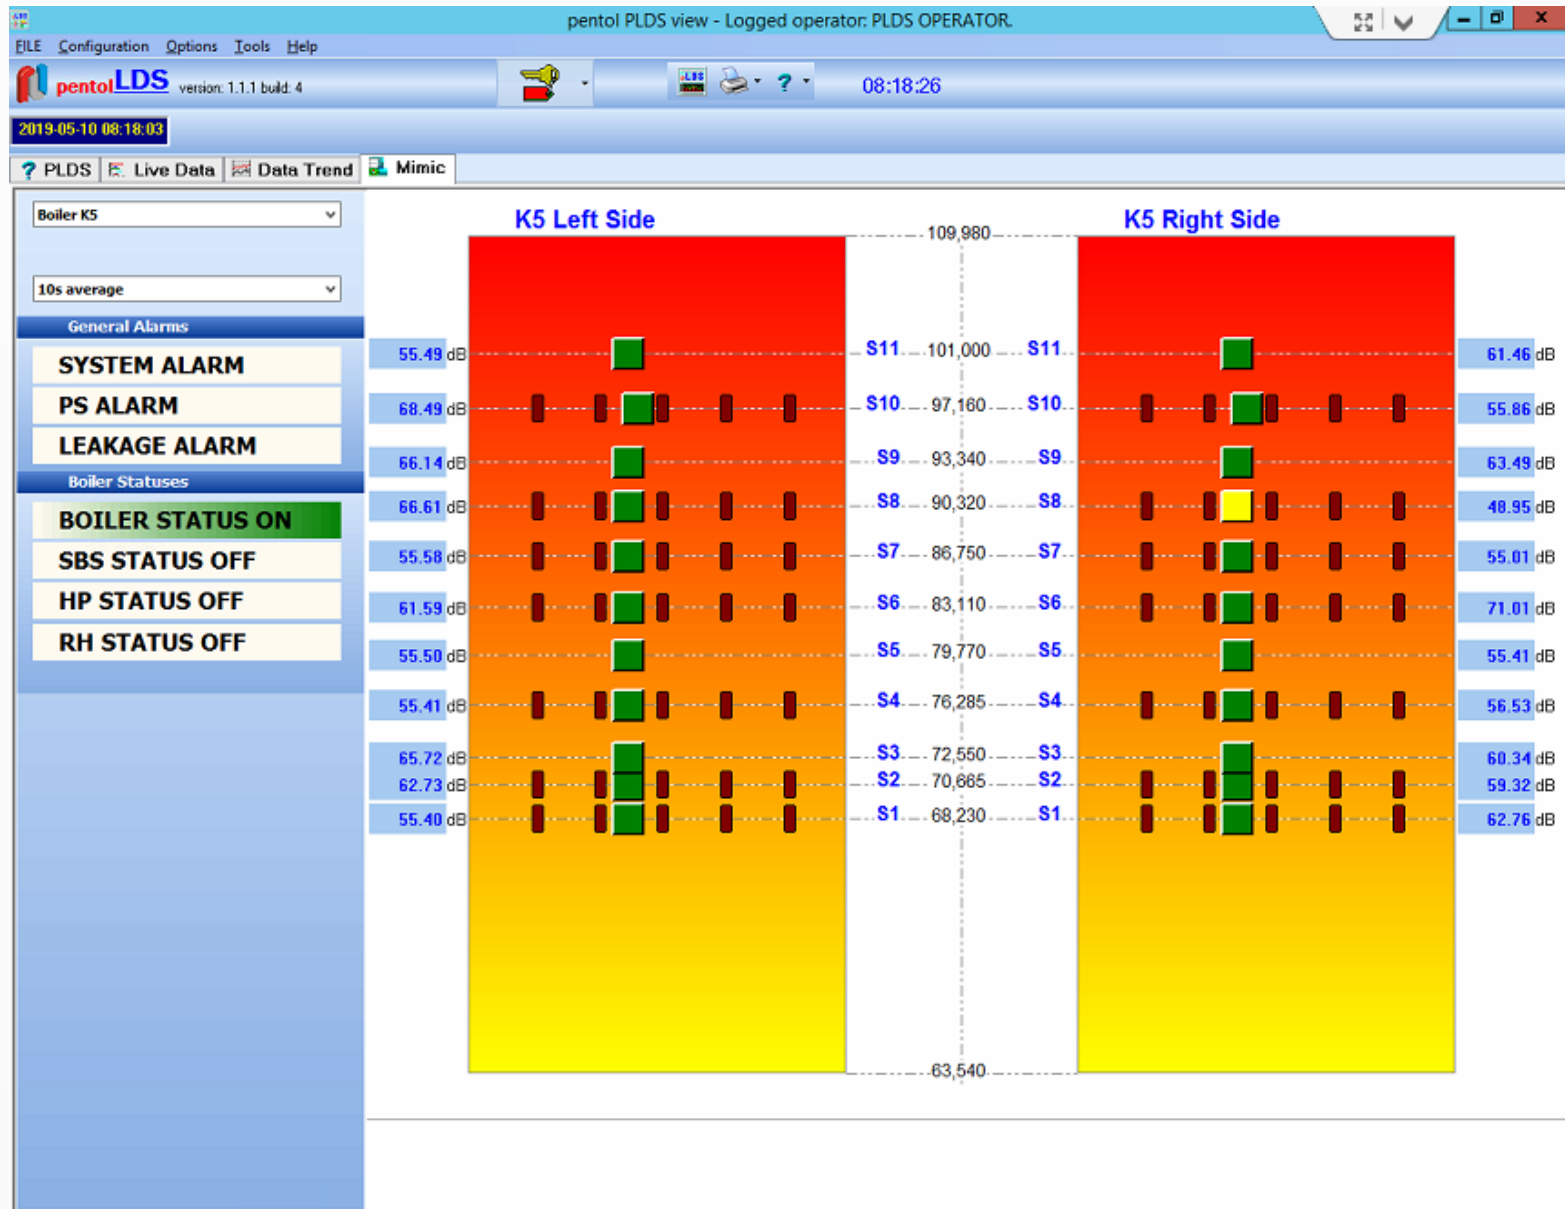 pentol PLDS view - Logged operator: PLDS OPERATOR.
FILE Configuration Options Tools Help
pentolLDS version: 1.1.1 build: 4
08:18:26
2019-05-10 08:18:03
? PLDS Live Data Data Trend Mimic
Boiler K5
10s average
General Alarms
SYSTEM ALARM
PS ALARM
LEAKAGE ALARM
Boiler Statuses
BOILER STATUS ON
SBS STATUS OFF
HP STATUS OFF
RH STATUS OFF
K5 Left Side K5 Right Side
109,980
55.49 dB S11 101,000 S11 61.46 dB
68.49 dB S10 97,160 S10 55.86 dB
66.14 dB S9 93,340 S9 63.49 dB
66.61 dB S8 90,320 S8 48.95 dB
55.58 dB S7 86,750 S7 55.01 dB
61.59 dB S6 83,110 S6 71.01 dB
55.50 dB S5 79,770 S5 55.41 dB
55.41 dB S4 76,285 S4 56.53 dB
65.72 dB S3 72,550 S3 60.34 dB
62.73 dB S2 70,665 S2 59.32 dB
55.40 dB S1 68,230 S1 62.76 dB
63,540